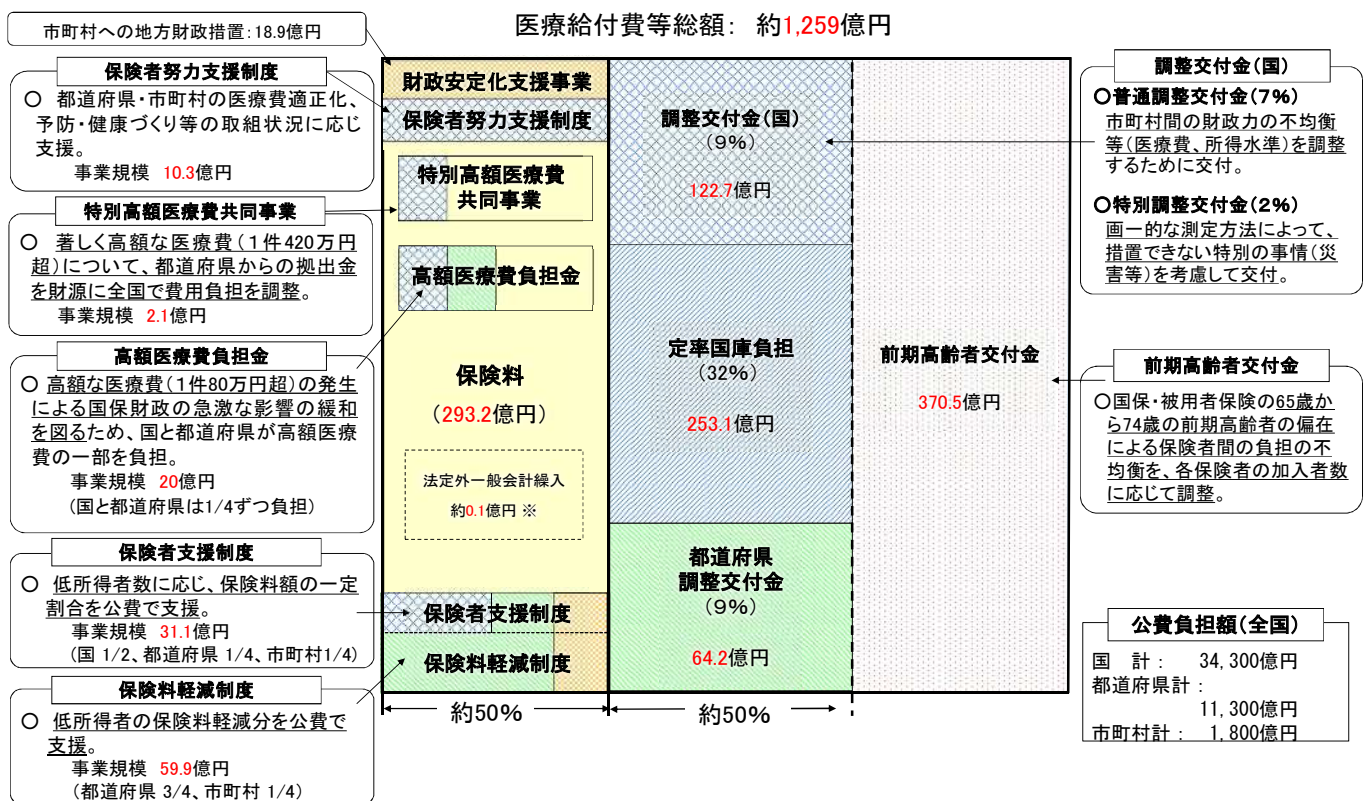 医療給付費等総額： 約1,259億円
市町村への地方財政措置：18.9億円
保険者努力支援制度
○ 都道府県・市町村の医療費適正化、
予防・健康づくり等の取組状況に応じ
支援。
事業規模 10.3億円
特別高額医療費共同事業
○ 著しく高額な医療費（１件420万円
超）について、都道府県からの拠出金
を財源に全国で費用負担を調整。
事業規模 2.1億円
高額医療費負担金
○ 高額な医療費（１件80万円超）の発生
による国保財政の急激な影響の緩和
を図るため、国と都道府県が高額医療
費の一部を負担。
事業規模 20億円
（国と都道府県は1/4ずつ負担）
保険者支援制度
○ 低所得者数に応じ、保険料額の一定
割合を公費で支援。
事業規模 31.1億円
（国 1/2、都道府県 1/4、市町村1/4）
保険料軽減制度
○ 低所得者の保険料軽減分を公費で
支援。
事業規模 59.9億円
（都道府県 3/4、市町村 1/4）
財政安定化支援事業
保険者努力支援制度
特別高額医療費
共同事業
高額医療費負担金
保険料
（293.2億円）
法定外一般会計繰入
約0.1億円 ※
保険者支援制度
保険料軽減制度
約50％
調整交付金（国）
（９％）
122.7億円
定率国庫負担
（32％）
253.1億円
都道府県
調整交付金
（９％）
64.2億円
約50％
前期高齢者交付金
370.5億円
調整交付金（国）
○普通調整交付金（７％）
市町村間の財政力の不均衡
等（医療費、所得水準）を調整
するために交付。
○特別調整交付金（２％）
画一的な測定方法によって、
措置できない特別の事情（災
害等）を考慮して交付。
前期高齢者交付金
○国保・被用者保険の65歳か
ら74歳の前期高齢者の偏在
による保険者間の負担の不
均衡を、各保険者の加入者数
に応じて調整。
公費負担額（全国）
国 計： 34,300億円
都道府県計：
11,300億円
市町村計： 1,800億円